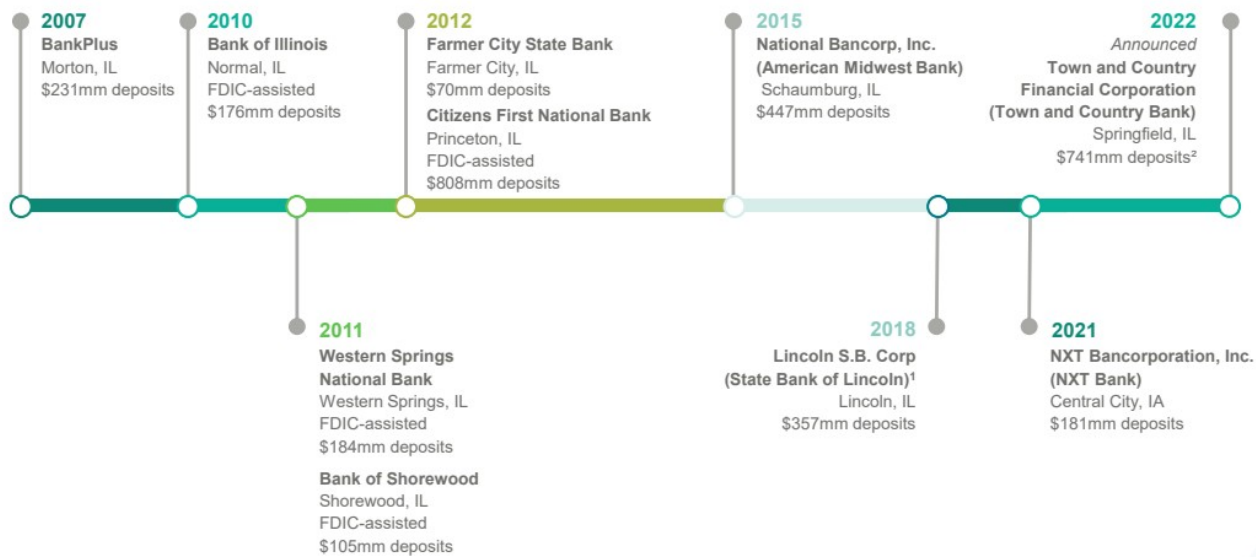 2007
BankPlus
Morton, IL
$231mm deposits
2010
Bank of Illinois
Normal, IL
FDIC-assisted
$176mm deposits
2012
Farmer City State Bank
Farmer City, IL
$70mm deposits
Citizens First National Bank
Princeton, IL
FDIC-assisted
$808mm deposits
2015
National Bancorp, Inc.
(American Midwest Bank)
Schaumburg, IL
$447mm deposits
2022
Announced
Town and Country
Financial Corporation
(Town and Country Bank)
Springfield, IL
$741mm deposits²
2011
Western Springs
National Bank
Western Springs, IL
FDIC-assisted
$184mm deposits
Bank of Shorewood
Shorewood, IL
FDIC-assisted
$105mm deposits
2018
Lincoln S.B. Corp
(State Bank of Lincoln)¹
Lincoln, IL
$357mm deposits
2021
NXT Bancorporation, Inc.
(NXT Bank)
Central City, IA
$181mm deposits